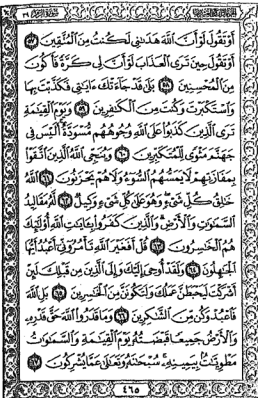 أَوْ تَقُولَ لَوْ أَنَّ ٱللَّهَ هَدَىٰنِى لَكُنتُ مِنَ ٱلْمُتَّقِينَ ٥٧
أَوْ تَقُولَ حِينَ تَرَى ٱلْعَذَابَ لَوْ أَنَّ لِى كَرَّةً فَأَكُونَ
مِنَ ٱلْمُحْسِنِينَ ٥٨ بَلَىٰ قَدْ جَآءَتْكَ ءَايَٰتِى فَكَذَّبْتَ بِهَا
وَٱسْتَكْبَرْتَ وَكُنتَ مِنَ ٱلْكَٰفِرِينَ ٥٩ وَيَوْمَ ٱلْقِيَٰمَةِ
تَرَى ٱلَّذِينَ كَذَبُوا۟ عَلَى ٱللَّهِ وُجُوهُهُم مُّسْوَدَّةٌ أَلَيْسَ فِى
جَهَنَّمَ مَثْوًى لِّلْمُتَكَبِّرِينَ ٦٠ وَيُنَجِّى ٱللَّهُ ٱلَّذِينَ ٱتَّقَوْا۟
بِمَفَازَتِهِمْ لَا يَمَسُّهُمُ ٱلسُّوٓءُ وَلَا هُمْ يَحْزَنُونَ ٦١ ٱللَّهُ
خَٰلِقُ كُلِّ شَىْءٍ وَهُوَ عَلَىٰ كُلِّ شَىْءٍ وَكِيلٌ ٦٢ لَّهُۥ مَقَالِيدُ
ٱلسَّمَٰوَٰتِ وَٱلْأَرْضِ وَٱلَّذِينَ كَفَرُوا۟ بِـَٔايَٰتِ ٱللَّهِ أُو۟لَٰٓئِكَ
هُمُ ٱلْخَٰسِرُونَ ٦٣ قُلْ أَفَغَيْرَ ٱللَّهِ تَأْمُرُوٓنِّىٓ أَعْبُدُ أَيُّهَا
ٱلْجَٰهِلُونَ ٦٤ وَلَقَدْ أُوحِىَ إِلَيْكَ وَإِلَى ٱلَّذِينَ مِن قَبْلِكَ لَئِنْ
أَشْرَكْتَ لَيَحْبَطَنَّ عَمَلُكَ وَلَتَكُونَنَّ مِنَ ٱلْخَٰسِرِينَ ٦٥ بَلِ ٱللَّهَ
فَٱعْبُدْ وَكُن مِّنَ ٱلشَّٰكِرِينَ ٦٦ وَمَا قَدَرُوا۟ ٱللَّهَ حَقَّ قَدْرِهِۦ
وَٱلْأَرْضُ جَمِيعًا قَبْضَتُهُۥ يَوْمَ ٱلْقِيَٰمَةِ وَٱلسَّمَٰوَٰتُ
مَطْوِيَّٰتٌۢ بِيَمِينِهِۦ سُبْحَٰنَهُۥ وَتَعَٰلَىٰ عَمَّا يُشْرِكُونَ ٦٧
٤٦٥